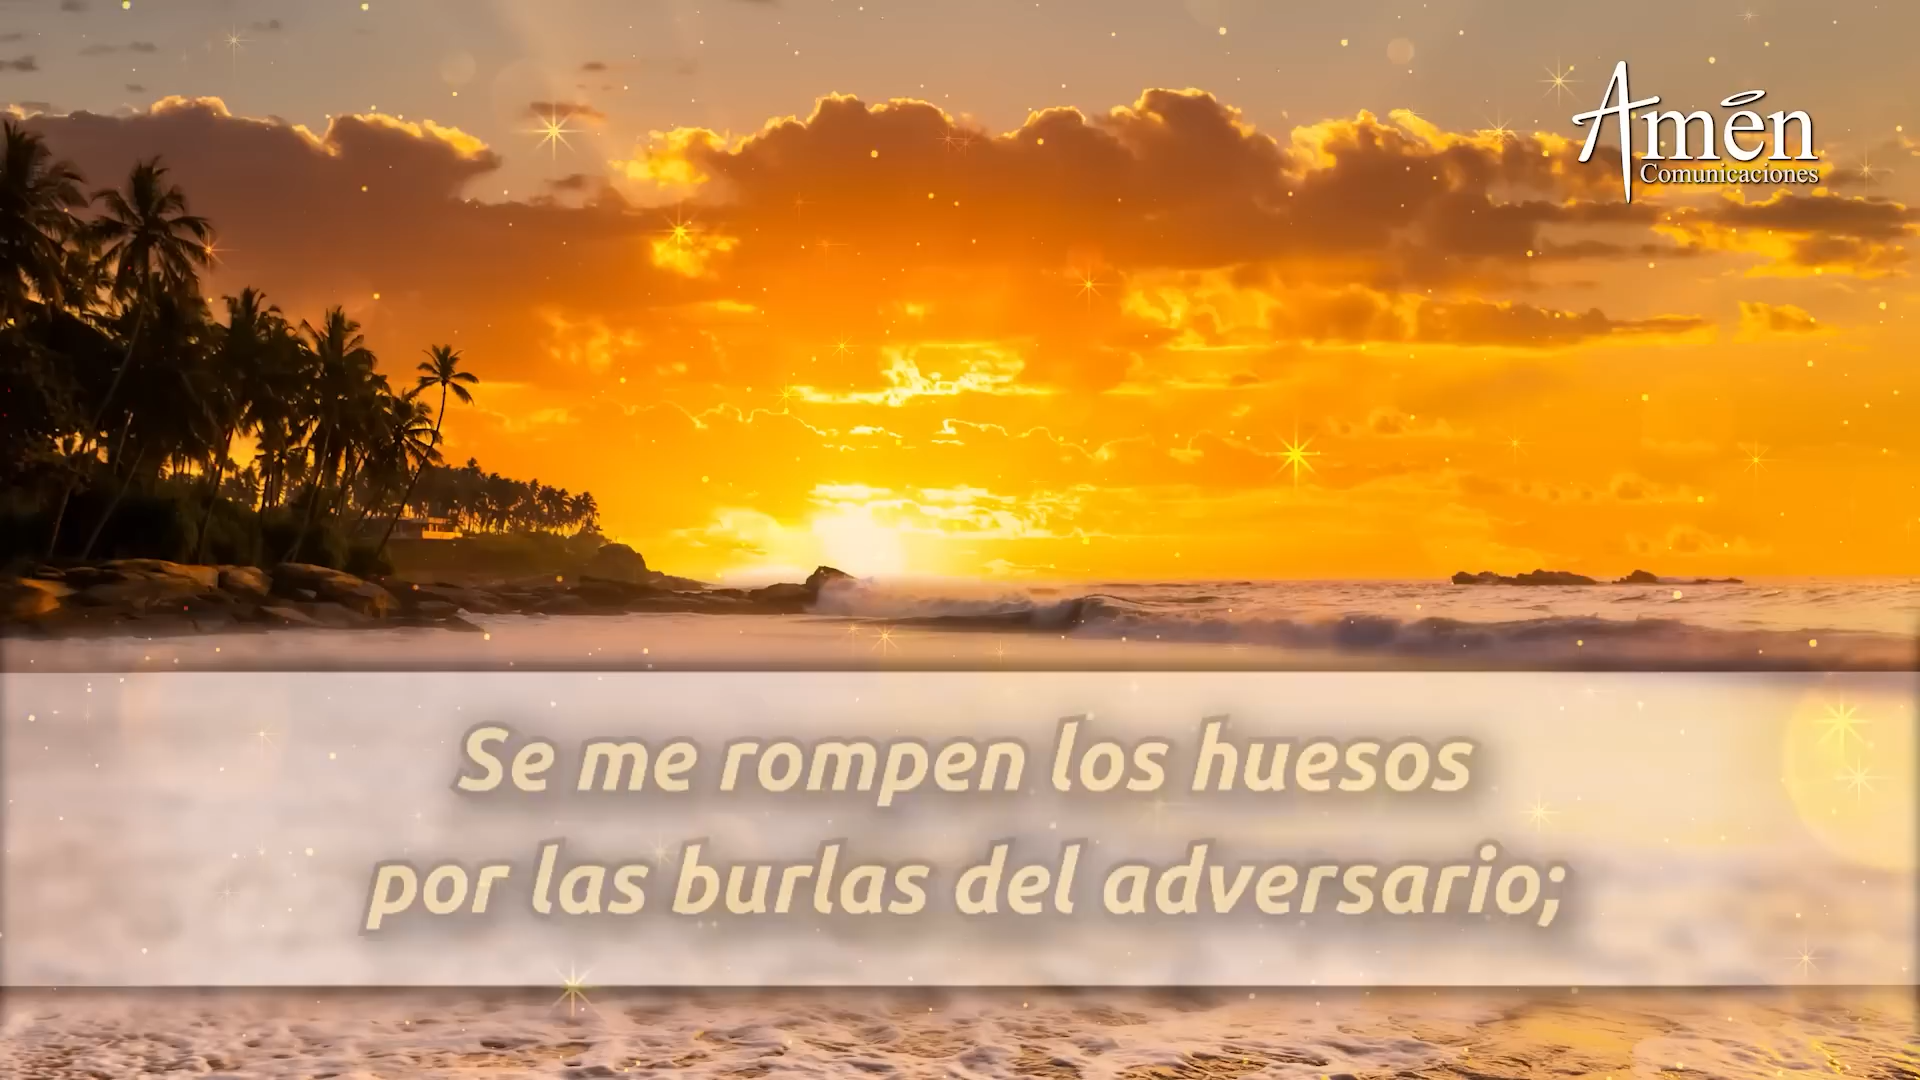 Amén
Comunicaciones
Se me rompen los huesos
por las burlas del adversario;